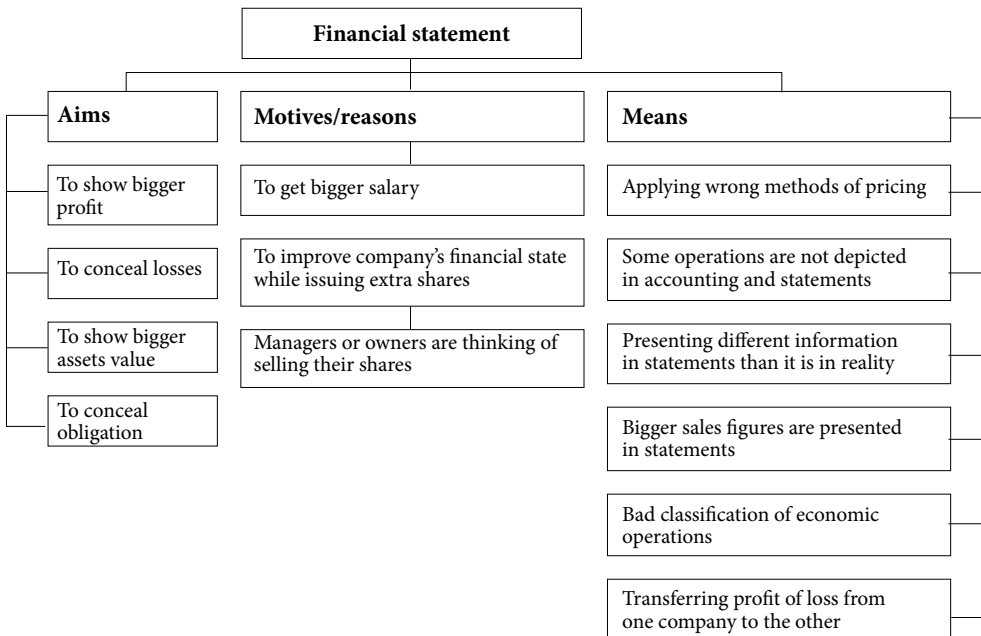 Financial statement
Aims
To show bigger
profit
To conceal losses
To show bigger
assets value
To conceal
obligation
Motives/reasons
To get bigger salary
To improve company's financial state
while issuing extra shares
Managers or owners are thinking of
selling their shares
Means
Applying wrong methods of pricing
Some operations are not depicted
in accounting and statements
Presenting different information
in statements than it is in reality
Bigger sales figures are presented
in statements
Bad classification of economic
operations
Transferring profit of loss from
one company to the other